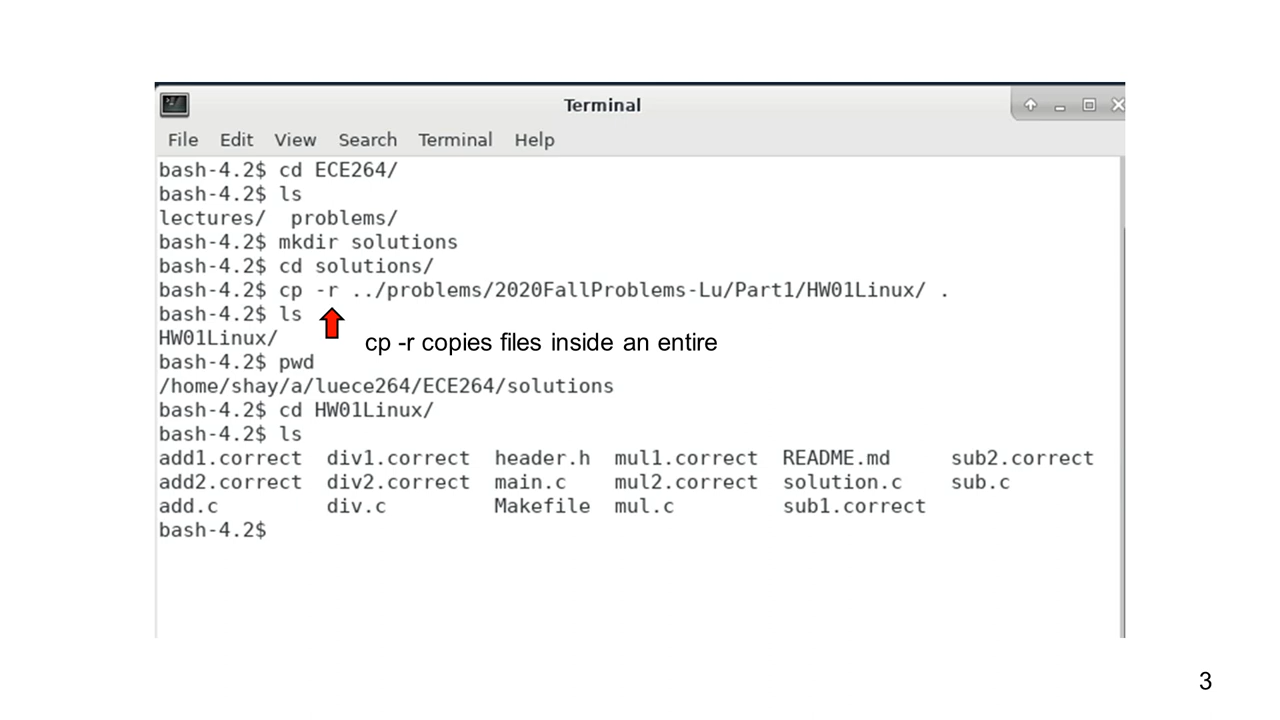 Terminal
File Edit View Search Terminal Help
bash-4.2$ cd ECE264/
bash-4.2$ ls
lectures/  problems/
bash-4.2$ mkdir solutions
bash-4.2$ cd solutions/
bash-4.2$ cp -r ../problems/2020FallProblems-Lu/Part1/HW01Linux/ .
bash-4.2$ ls
HW01Linux/
cp -r copies files inside an entire
bash-4.2$ pwd
/home/shay/a/luece264/ECE264/solutions
bash-4.2$ cd HW01Linux/
bash-4.2$ ls
add1.correct  div1.correct  header.h  mul1.correct  README.md     sub2.correct
add2.correct  div2.correct  main.c    mul2.correct  solution.c    sub.c
add.c         div.c         Makefile  mul.c         sub1.correct
bash-4.2$
3